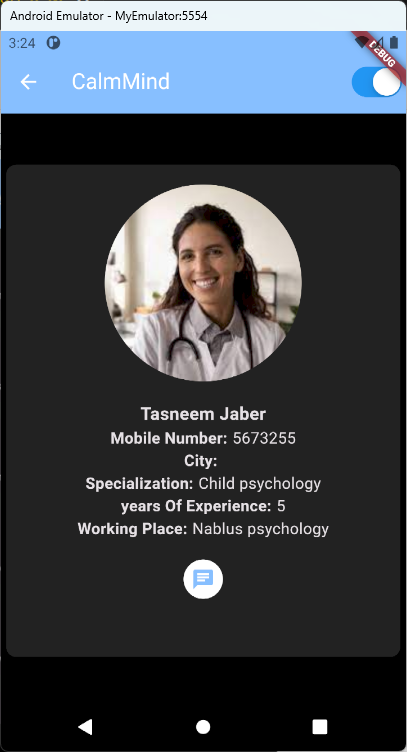 Android Emulator - MyEmulator:5554
3:24
DEBUG
CalmMind
Tasneem Jaber
Mobile Number: 5673255
City:
Specialization: Child psychology
years Of Experience: 5
Working Place: Nablus psychology